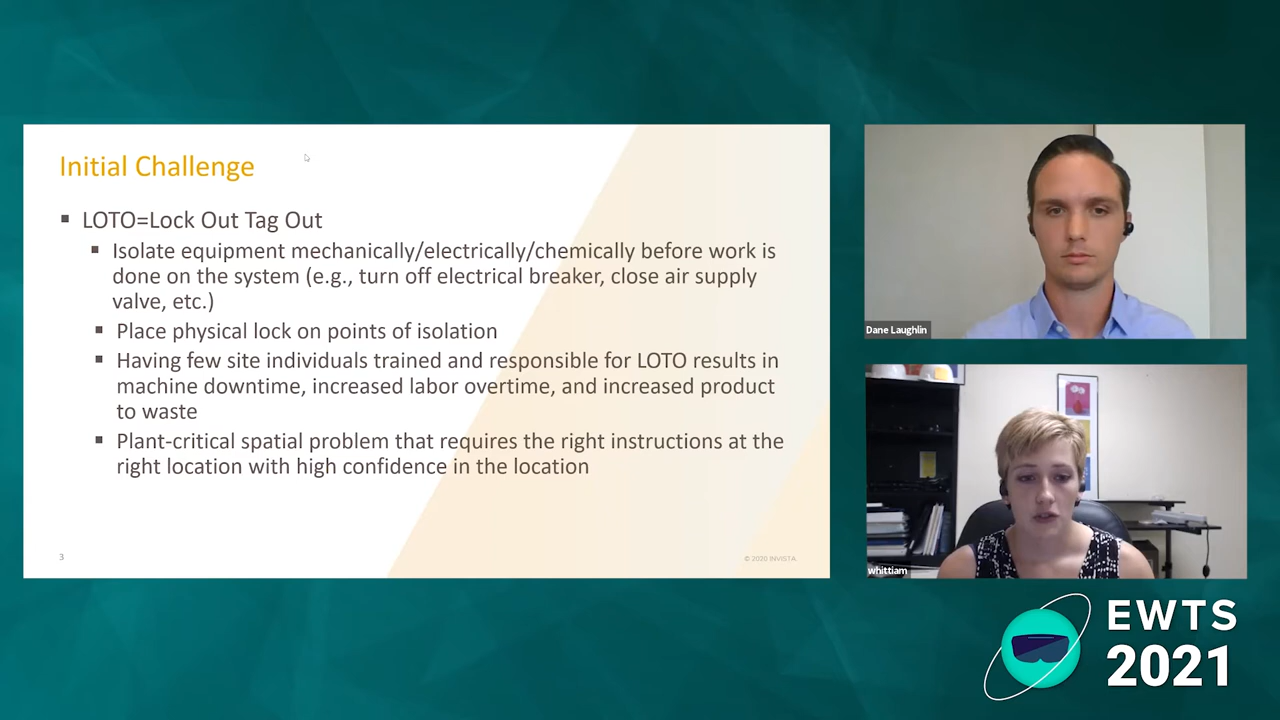 Initial Challenge
▪ LOTO=Lock Out Tag Out
▪ Isolate equipment mechanically/electrically/chemically before work is
done on the system (e.g., turn off electrical breaker, close air supply
valve, etc.)
▪ Place physical lock on points of isolation
▪ Having few site individuals trained and responsible for LOTO results in
machine downtime, increased labor overtime, and increased product
to waste
▪ Plant-critical spatial problem that requires the right instructions at the
right location with high confidence in the location
3
© 2020 INVISTA.
Dane Laughlin
whittiam
EWTS
2021